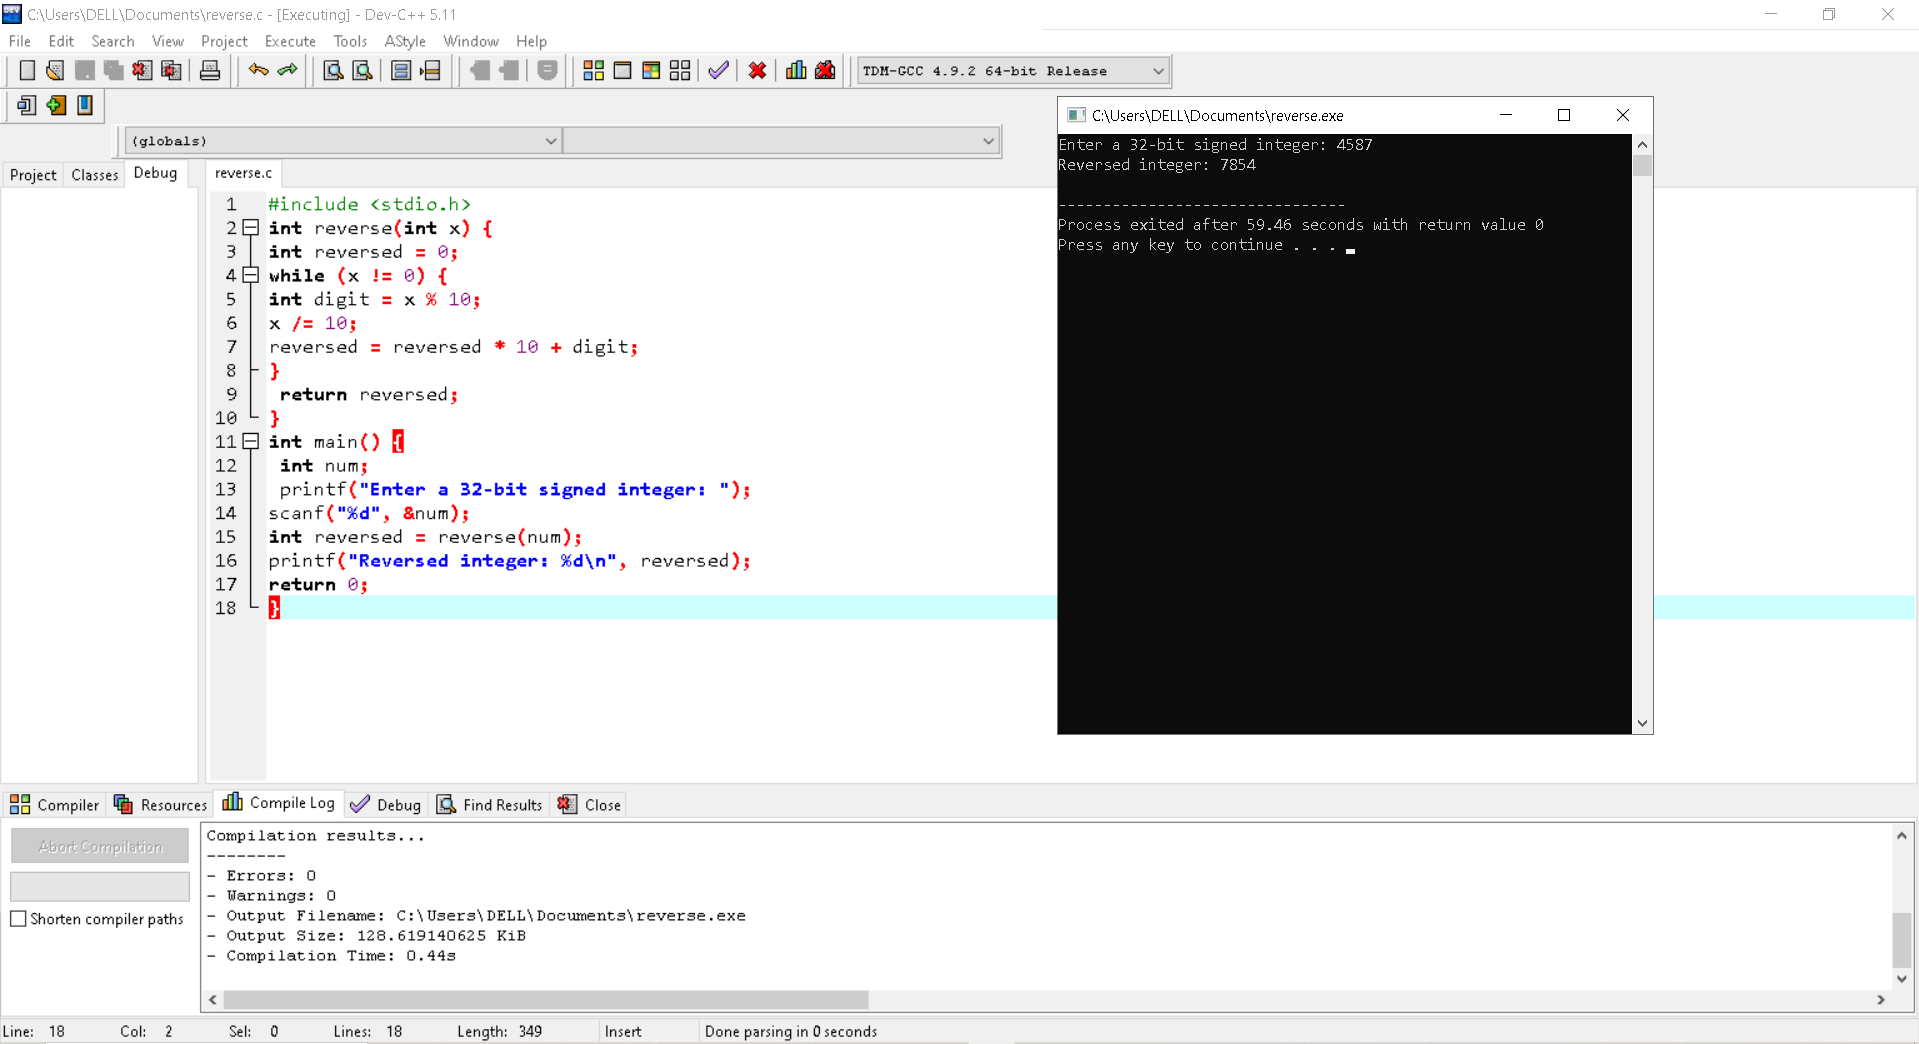 C:\Users\DELL\Documents\reverse.c - [Executing] - Dev-C++ 5.11
File Edit Search View Project Execute Tools AStyle Window Help
TDM-GCC 4.9.2 64-bit Release
(globals)
Project Classes Debug
reverse.c
1 #include <stdio.h>
2 int reverse(int x) {
3 int reversed = 0;
4 while (x != 0) {
5 int digit = x % 10;
6 x /= 10;
7 reversed = reversed * 10 + digit;
8 }
9 return reversed;
10 }
11 int main() {
12 int num;
13 printf("Enter a 32-bit signed integer: ");
14 scanf("%d", &num);
15 int reversed = reverse(num);
16 printf("Reversed integer: %d\n", reversed);
17 return 0;
18 }
C:\Users\DELL\Documents\reverse.exe
Enter a 32-bit signed integer: 4587
Reversed integer: 7854
--------------------------------
Process exited after 59.46 seconds with return value 0
Press any key to continue . . .
Compiler Resources Compile Log Debug Find Results Close
Abort Compilation
Shorten compiler paths
Compilation results...
--------
- Errors: 0
- Warnings: 0
- Output Filename: C:\Users\DELL\Documents\reverse.exe
- Output Size: 128.619140625 KiB
- Compilation Time: 0.44s
Line: 18 Col: 2 Sel: 0 Lines: 18 Length: 349 Insert Done parsing in 0 seconds